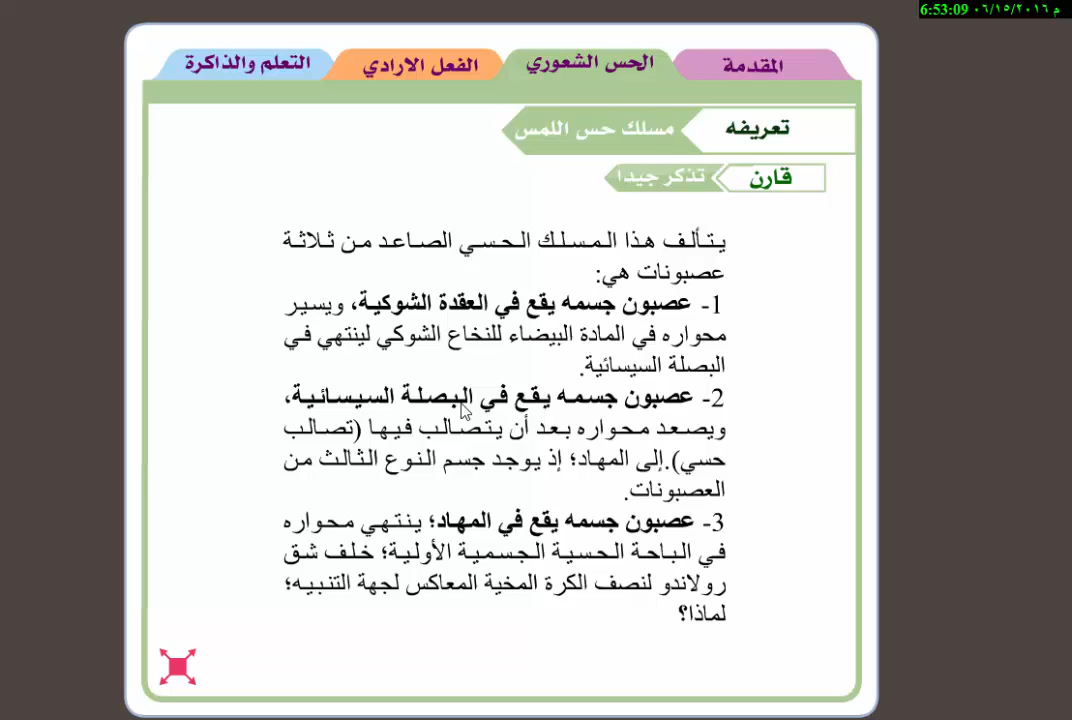 6:53:09 ٠٦/١٥/٢٠١٦ م
المقدمة
الحس الشعوري
الفعل الارادي
التعلم والذاكرة
تعريفه
مسلك حس اللمس
قارن
تذكر جيدا
يتألف هذا المسلك الحسي الصاعد من ثلاثة
عصبونات هي:
1- عصبون جسمه يقع في العقدة الشوكية، ويسير
محواره في المادة البيضاء للنخاع الشوكي لينتهي في
البصلة السيسائية.
2- عصبون جسمه يقع في البصلة السيسائية،
ويصعد محواره بعد أن يتصالب فيها (تصالب
حسي).إلى المهاد؛ إذ يوجد جسم النوع الثالث من
العصبونات.
3- عصبون جسمه يقع في المهاد؛ ينتهي محواره
في الباحة الحسية الجسمية الأولية؛ خلف شق
رولاندو لنصف الكرة المخية المعاكس لجهة التنبيه؛
لماذا؟